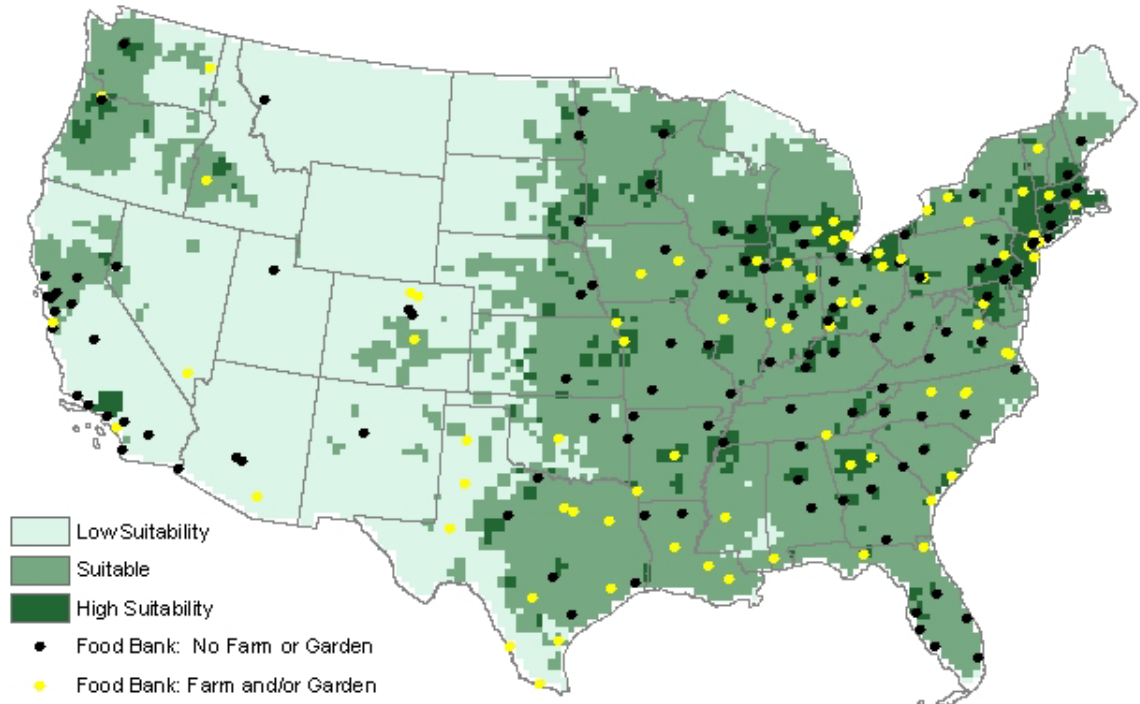 Low Suitability
Suitable
High Suitability
Food Bank: No Farm or Garden
Food Bank: Farm and/or Garden